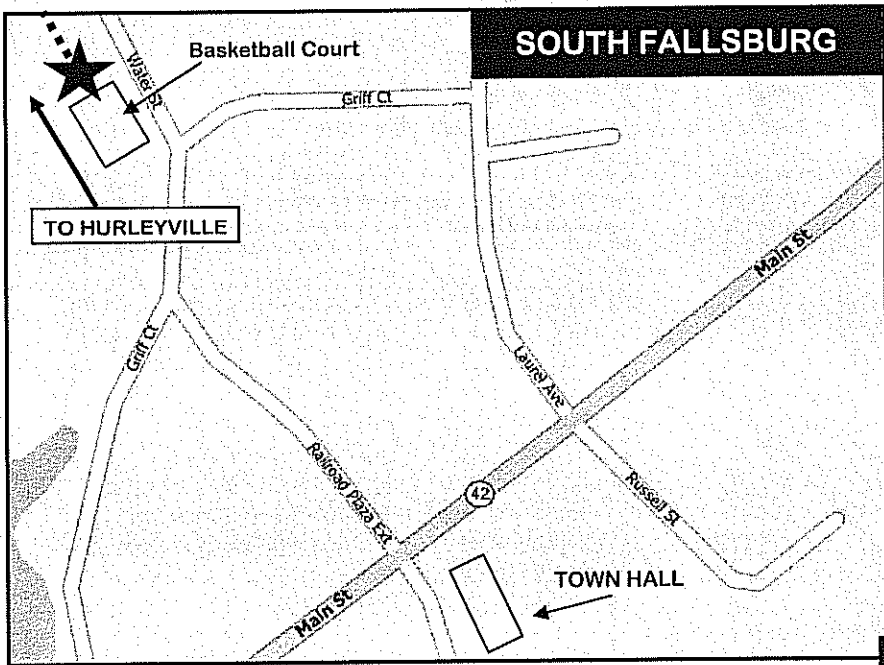 SOUTH FALLSBURG
Basketball Court
Water St
Griff Ct
TO HURLEYVILLE
Main St
Griff Ct
Laurel Ave
Railroad Plaza Ext
42
Russell St
TOWN HALL
Main St